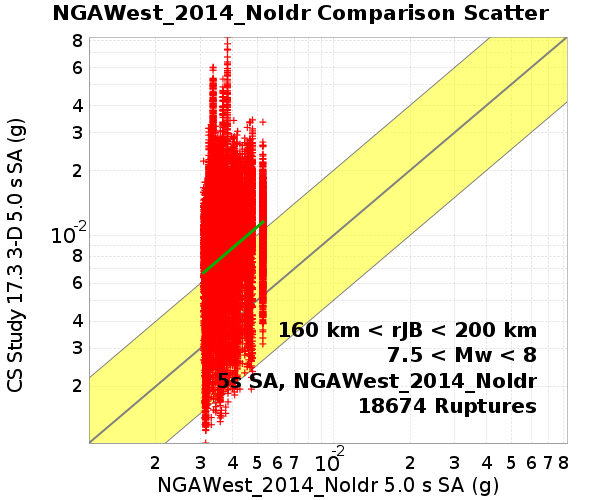 NGAWest_2014_NoIdr Comparison Scatter
CS Study 17.3 3-D 5.0 s SA (g)
8
6
4
3
2
10-2
8
6
4
3
2
160 km < rJB < 200 km
7.5 < Mw < 8
5s SA, NGAWest_2014_NoIdr
18674 Ruptures
2 3 4 5 6 7 10-2 2 3 4 5 6 7 8
NGAWest_2014_NoIdr 5.0 s SA (g)